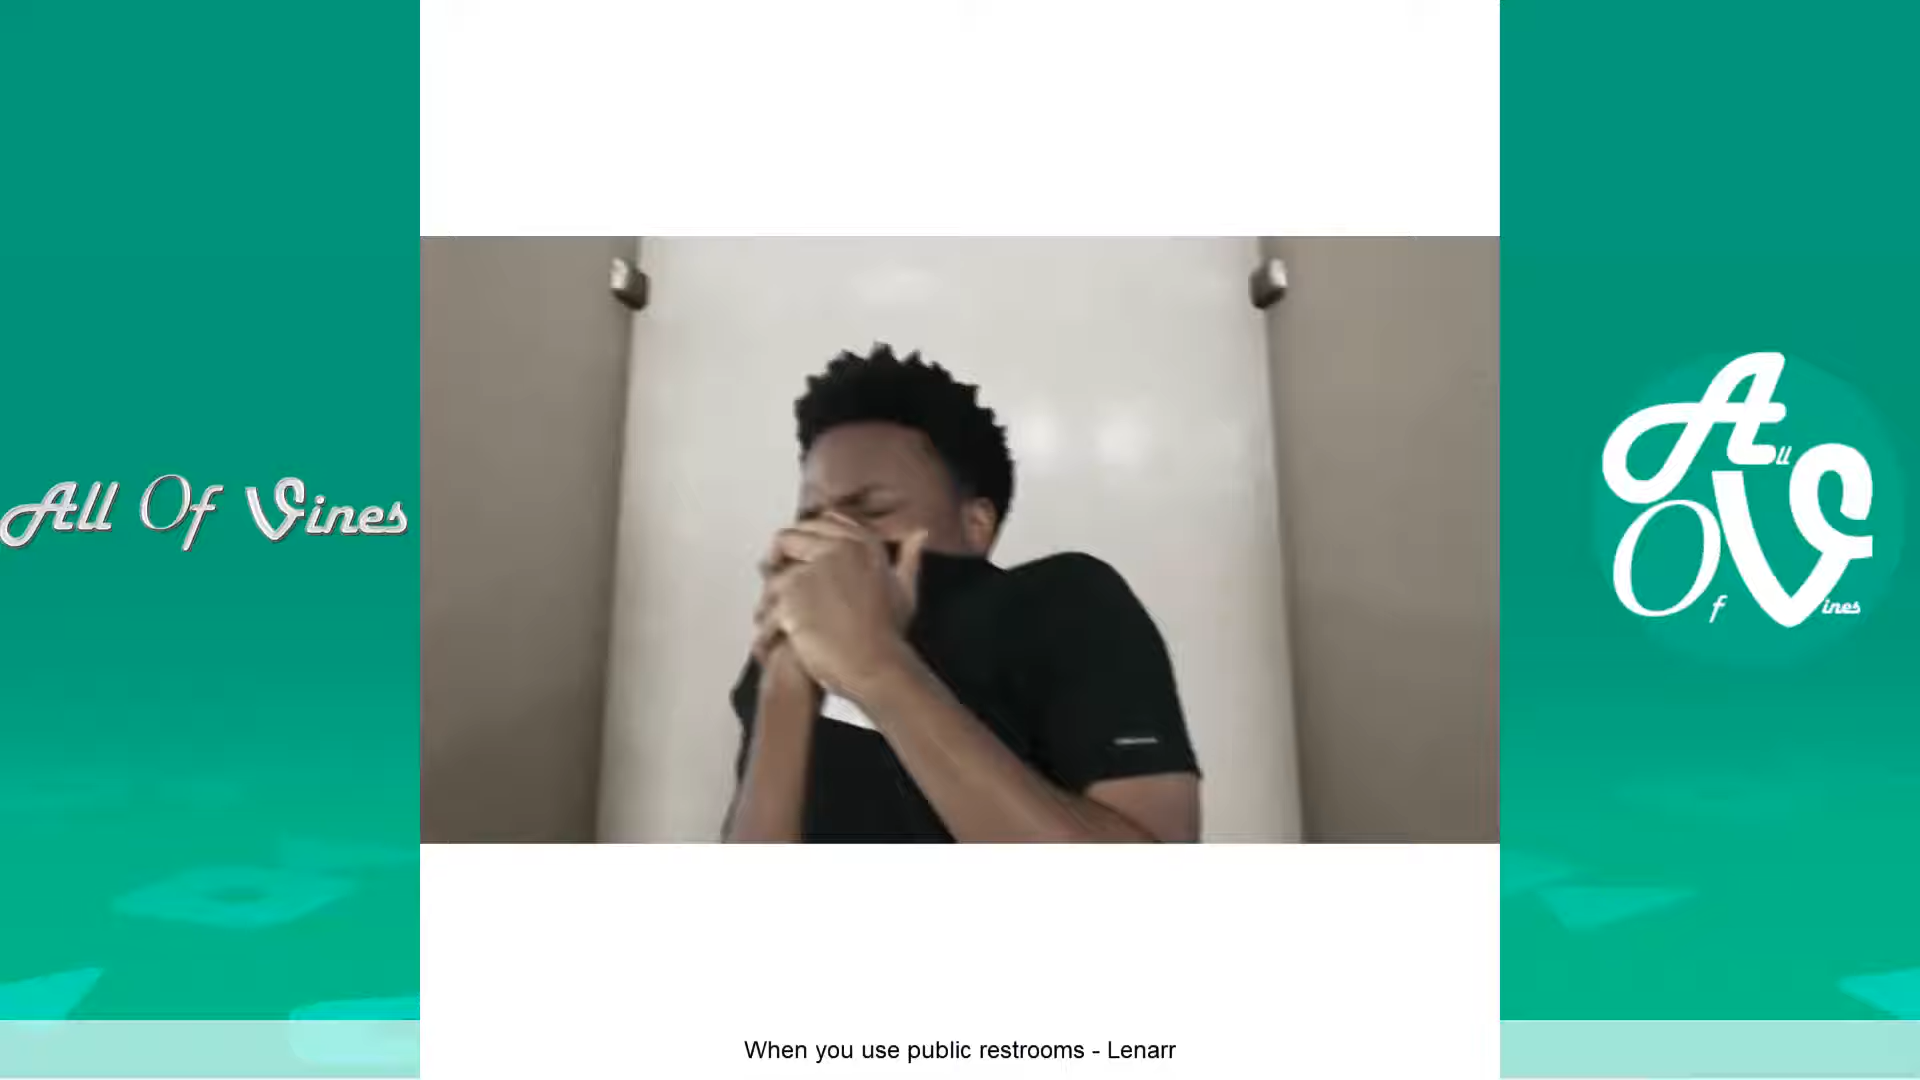 All Of Vines
All
Of Vines
When you use public restrooms - Lenarr